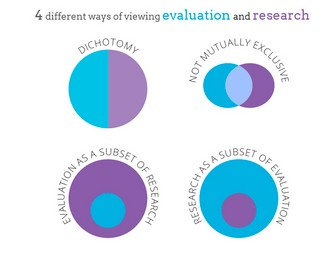 4 different ways of viewing evaluation and research
DICHOTOMY
NOT MUTUALLY EXCLUSIVE
EVALUATION AS A SUBSET OF RESEARCH
RESEARCH AS A SUBSET OF EVALUATION